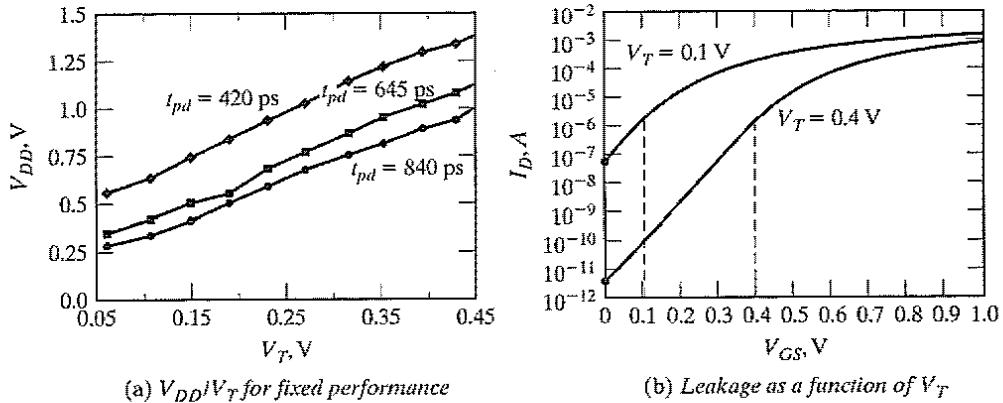 1.5
1.25
1.0
0.75
0.5
0.25
0.0
V_DD, V
t_pd = 420 ps
t_pd = 645 ps
t_pd = 840 ps
0.05 0.15 0.25 0.35 0.45
V_T, V
(a) V_DD/V_T for fixed performance
10^−2
10^−3
10^−4
10^−5
10^−6
10^−7
10^−8
10^−9
10^−10
10^−11
10^−12
I_D, A
V_T = 0.1 V
V_T = 0.4 V
0 0.1 0.2 0.3 0.4 0.5 0.6 0.7 0.8 0.9 1.0
V_GS, V
(b) Leakage as a function of V_T